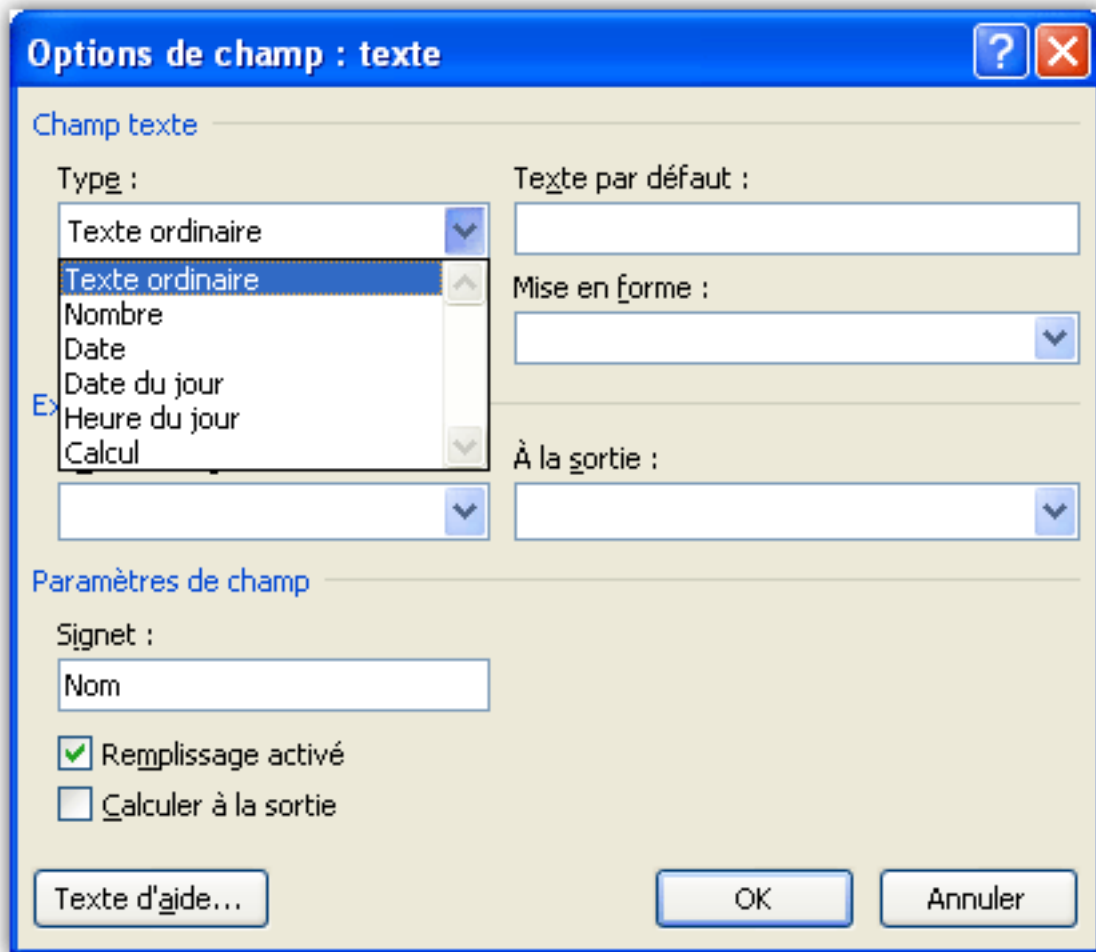 Options de champ : texte
Champ texte
Type :
Texte par défaut :
Texte ordinaire
Texte ordinaire
Nombre
Date
Date du jour
Heure du jour
Calcul
Mise en forme :
À la sortie :
Paramètres de champ
Signet :
Nom
Remplissage activé
Calculer à la sortie
Texte d'aide...
OK
Annuler